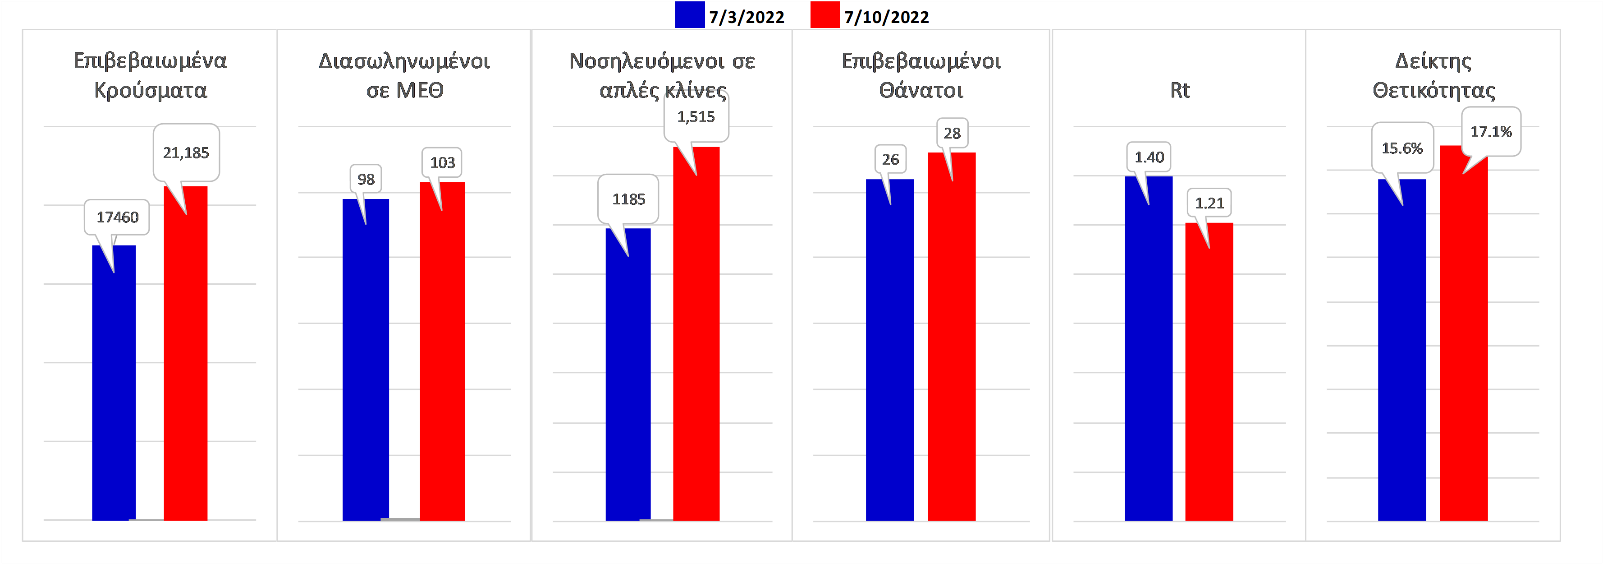 7/3/2022 7/10/2022
Επιβεβαιωμένα
Κρούσματα
17460
21,185
Διασωληνωμένοι
σε ΜΕΘ
98
103
Νοσηλευόμενοι σε
απλές κλίνες
1185
1,515
Επιβεβαιωμένοι
Θάνατοι
26
28
Rt
1.40
1.21
Δείκτης
Θετικότητας
15.6%
17.1%